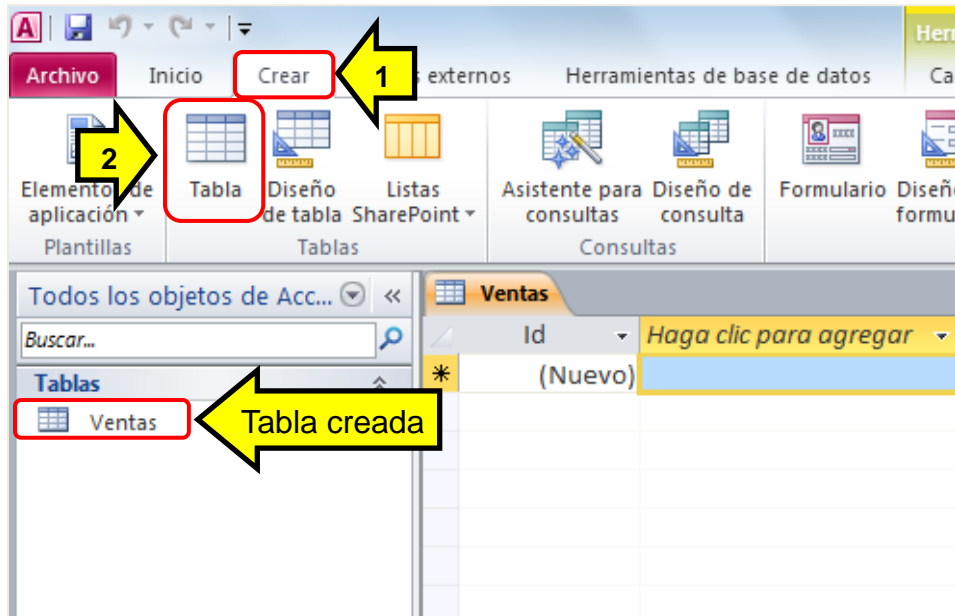 A
Her
Archivo Inicio Crear 1 s externos Herramientas de base de datos Ca
2
Elementos de aplicación
Tabla
Diseño de tabla
Listas SharePoint
Asistente para consultas
Diseño de consulta
Formulario
Diseño
formu
Plantillas Tablas Consultas
Todos los objetos de Acc... «
Ventas
Buscar...
Id Haga clic para agregar
Tablas
* (Nuevo)
Ventas
Tabla creada